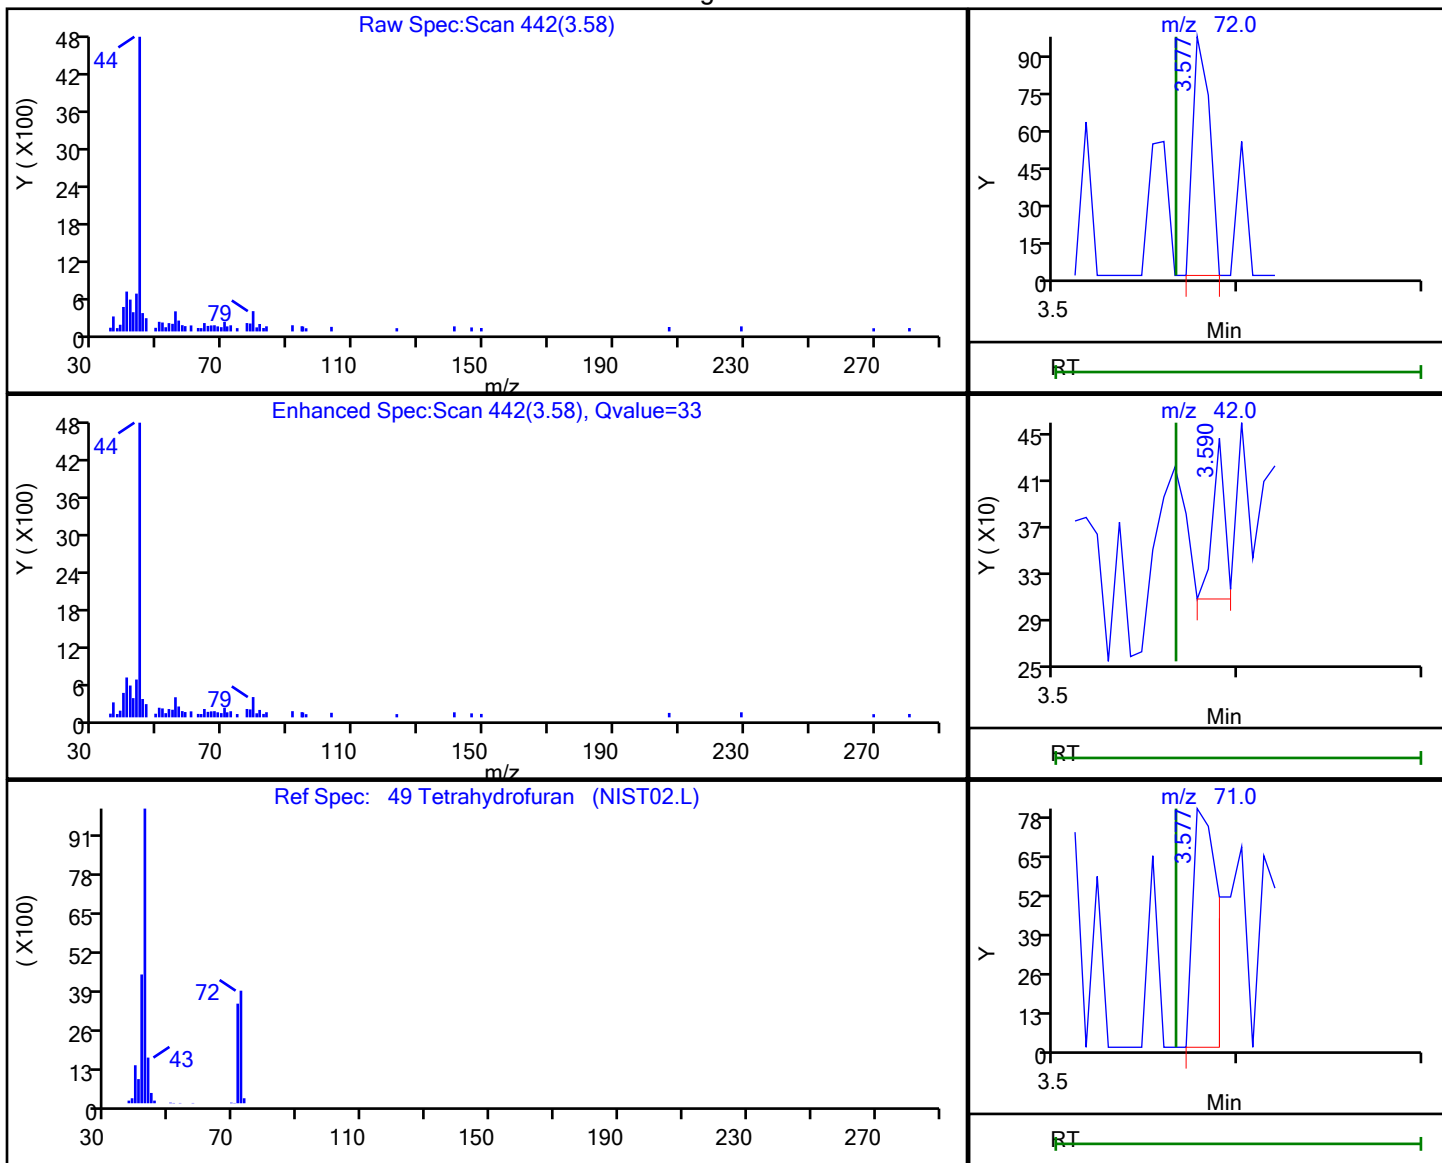 Raw Spec:Scan 442(3.58)
48
42
36
30
24
18
12
6
0
Y ( X100)
44
79
30 70 110 150 190 230 270
m/z
m/z 72.0
90
75
60
45
30
15
0
Y
3.577
3.5
Min
RT
Enhanced Spec:Scan 442(3.58), Qvalue=33
48
42
36
30
24
18
12
6
0
Y ( X100)
44
79
30 70 110 150 190 230 270
m/z
m/z 42.0
45
41
37
33
29
25
Y ( X10)
3.590
3.5
Min
RT
Ref Spec: 49 Tetrahydrofuran (NIST02.L)
91
78
65
52
39
26
13
0
( X100)
72
43
30 70 110 150 190 230 270
m/z 71.0
78
65
52
39
26
13
0
Y
3.577
3.5
Min
RT